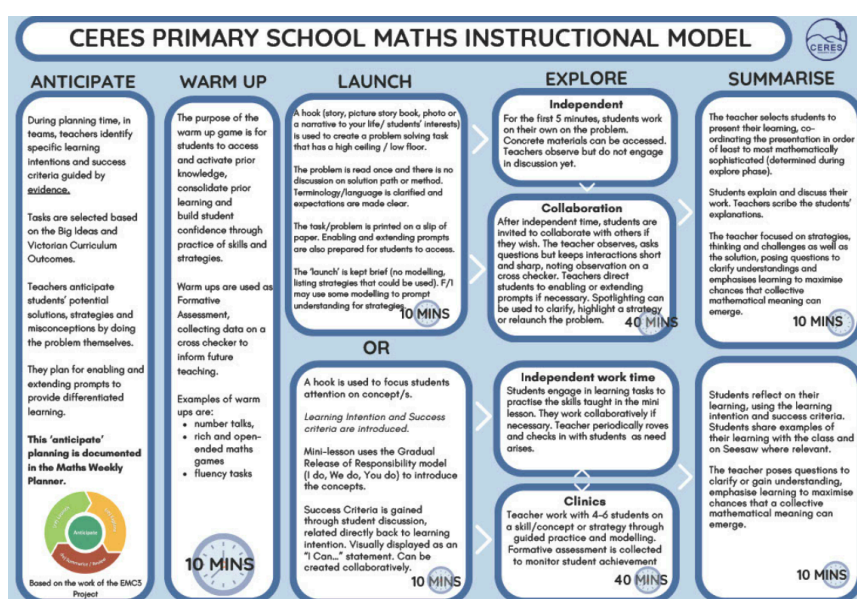 CERES PRIMARY SCHOOL MATHS INSTRUCTIONAL MODEL
CERES
ANTICIPATE
During planning time, in
teams, teachers identify
specific learning
intentions and success
criteria guided by
evidence.
Tasks are selected based
on the Big Ideas and
Victorian Curriculum
Outcomes.
Teachers anticipate
students' potential
solutions, strategies and
misconceptions by doing
the problem themselves.
They plan for enabling and
extending prompts to
provide differentiated
learning.
This 'anticipate'
planning is documented
in the Maths Weekly
Planner.
Anticipate
Based on the work of the EMC3
Project
WARM UP
The purpose of the
warm up game is for
students to access
and activate prior
knowledge,
consolidate prior
learning and
build student
confidence through
practice of skills and
strategies.
Warm ups are used as
Formative
Assessment,
collecting data on a
cross checker to
inform future
teaching.
Examples of warm
ups are:
• number talks,
• rich and open-
ended maths
games
• fluency tasks
10 MINS
LAUNCH
A hook (story, picture story book, photo or
a narrative to your life/ students' interests)
is used to create a problem solving task
that has a high ceiling / low floor.
The problem is read once and there is no
discussion on solution path or method.
Terminology/language is clarified and
expectations are made clear.
The task/problem is printed on a slip of
paper. Enabling and extending prompts
are also prepared for students to access.
The 'launch' is kept brief (no modelling,
listing strategies that could be used). F/1
may use some modelling to prompt
understanding for strategies.
10 MINS
OR
A hook is used to focus students
attention on concept/s.
Learning Intention and Success
criteria are introduced.
Mini-lesson uses the Gradual
Release of Responsibility model
(I do, We do, You do) to introduce
the concepts.
Success Criteria is gained
through student discussion,
related directly back to learning
intention. Visually displayed as an
"I Can..." statement. Can be
created collaboratively.
10 MINS
EXPLORE
Independent
For the first 5 minutes, students work
on their own on the problem.
Concrete materials can be accessed.
Teachers observe but do not engage
in discussion yet.
Collaboration
After independent time, students are
invited to collaborate with others if
they wish. The teacher observes, asks
questions but keeps interactions short
and sharp, noting observation on a
cross checker. Teachers direct
students to enabling or extending
prompts if necessary. Spotlighting can
be used to clarify, highlight a strategy
or relaunch the problem.
40 MINS
Independent work time
Students engage in learning tasks to
practise the skills taught in the mini
lesson. They work collaboratively if
necessary. Teacher periodically roves
and checks in with students as need
arises.
Clinics
Teacher work with 4-6 students on
a skill/concept or strategy through
guided practice and modelling.
Formative assessment is collected
to monitor student achievement
40 MINS
SUMMARISE
The teacher selects students to
present their learning, co-
ordinating the presentation in order
of least to most mathematically
sophisticated (determined during
explore phase).
Students explain and discuss their
work. Teachers scribe the students'
explanations.
The teacher focused on strategies,
thinking and challenges as well as
the solution, posing questions to
clarify understandings and
emphasises learning to maximise
chances that collective
mathematical meaning can
emerge.
10 MINS
Students reflect on their
learning, using the learning
intention and success criteria.
Students share examples of
their learning with the class and
on Seesaw where relevant.
The teacher poses questions to
clarify or gain understanding,
emphasise learning to maximise
chances that a collective
mathematical meaning can
emerge.
10 MINS